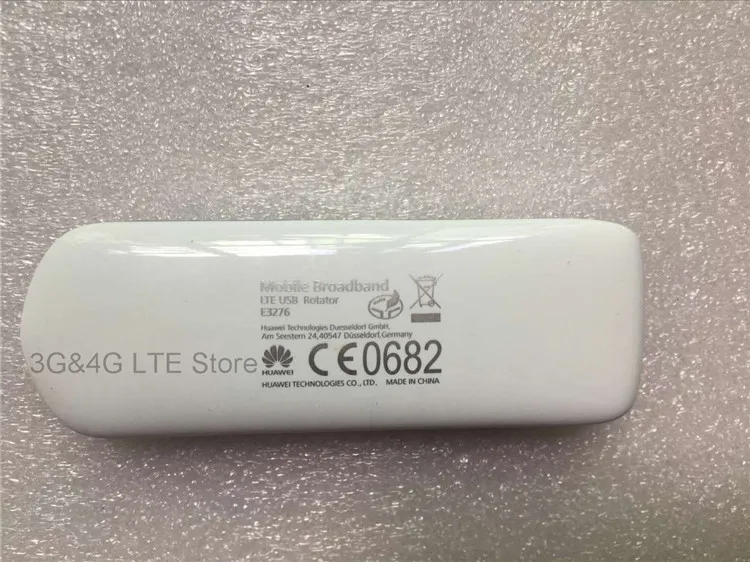 Mobile Broadband
LTE USB Rotator
E3276
Huawei Technologies Duesseldorf GmbH,
Am Seestern 24,40547 Düsseldorf,Germany
3G&4G LTE Store
HUAWEI
CE0682
HUAWEI TECHNOLOGIES CO., LTD. MADE IN CHINA